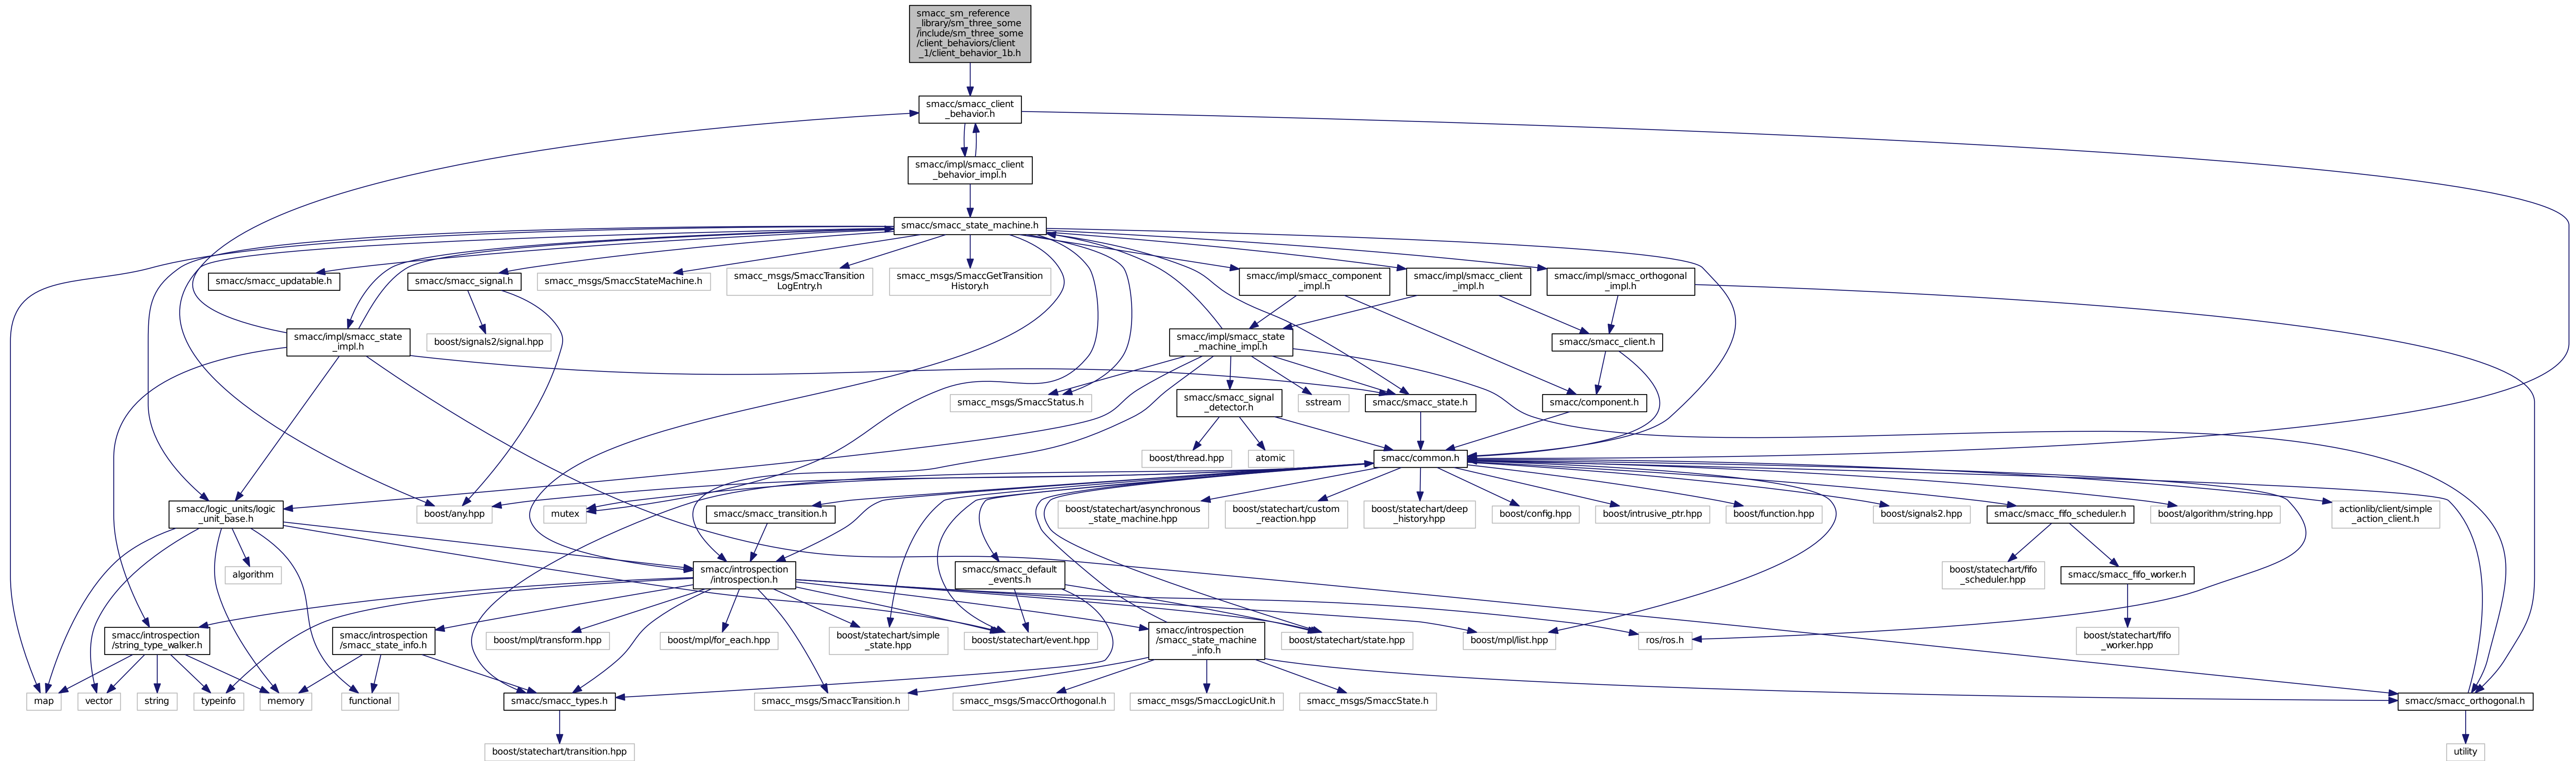 smacc_sm_reference
_library/sm_three_some
/include/sm_three_some
/client_behaviors/client
_1/client_behavior_1b.h
smacc/smacc_client
_behavior.h
smacc/impl/smacc_client
_behavior_impl.h
smacc/smacc_state_machine.h
smacc/smacc_updatable.h
smacc/smacc_signal.h
smacc_msgs/SmaccStateMachine.h
smacc_msgs/SmaccTransition
LogEntry.h
smacc_msgs/SmaccGetTransition
History.h
smacc/impl/smacc_component
_impl.h
smacc/impl/smacc_client
_impl.h
smacc/impl/smacc_orthogonal
_impl.h
smacc/impl/smacc_state
_impl.h
boost/signals2/signal.hpp
smacc/impl/smacc_state
_machine_impl.h
smacc/smacc_client.h
smacc_msgs/SmaccStatus.h
smacc/smacc_signal
_detector.h
sstream
smacc/smacc_state.h
smacc/component.h
boost/thread.hpp
atomic
smacc/common.h
smacc/logic_units/logic
_unit_base.h
boost/any.hpp
mutex
smacc/smacc_transition.h
boost/statechart/asynchronous
_state_machine.hpp
boost/statechart/custom
_reaction.hpp
boost/statechart/deep
_history.hpp
boost/config.hpp
boost/intrusive_ptr.hpp
boost/function.hpp
boost/signals2.hpp
smacc/smacc_fifo_scheduler.h
boost/algorithm/string.hpp
actionlib/client/simple
_action_client.h
algorithm
smacc/introspection
/introspection.h
smacc/smacc_default
_events.h
boost/statechart/fifo
_scheduler.hpp
smacc/smacc_fifo_worker.h
smacc/introspection
/string_type_walker.h
smacc/introspection
/smacc_state_info.h
boost/mpl/transform.hpp
boost/mpl/for_each.hpp
boost/statechart/simple
_state.hpp
boost/statechart/event.hpp
smacc/introspection
/smacc_state_machine
_info.h
boost/statechart/state.hpp
boost/mpl/list.hpp
ros/ros.h
boost/statechart/fifo
_worker.hpp
map
vector
string
typeinfo
memory
functional
smacc/smacc_types.h
smacc_msgs/SmaccTransition.h
smacc_msgs/SmaccOrthogonal.h
smacc_msgs/SmaccLogicUnit.h
smacc_msgs/SmaccState.h
smacc/smacc_orthogonal.h
boost/statechart/transition.hpp
utility